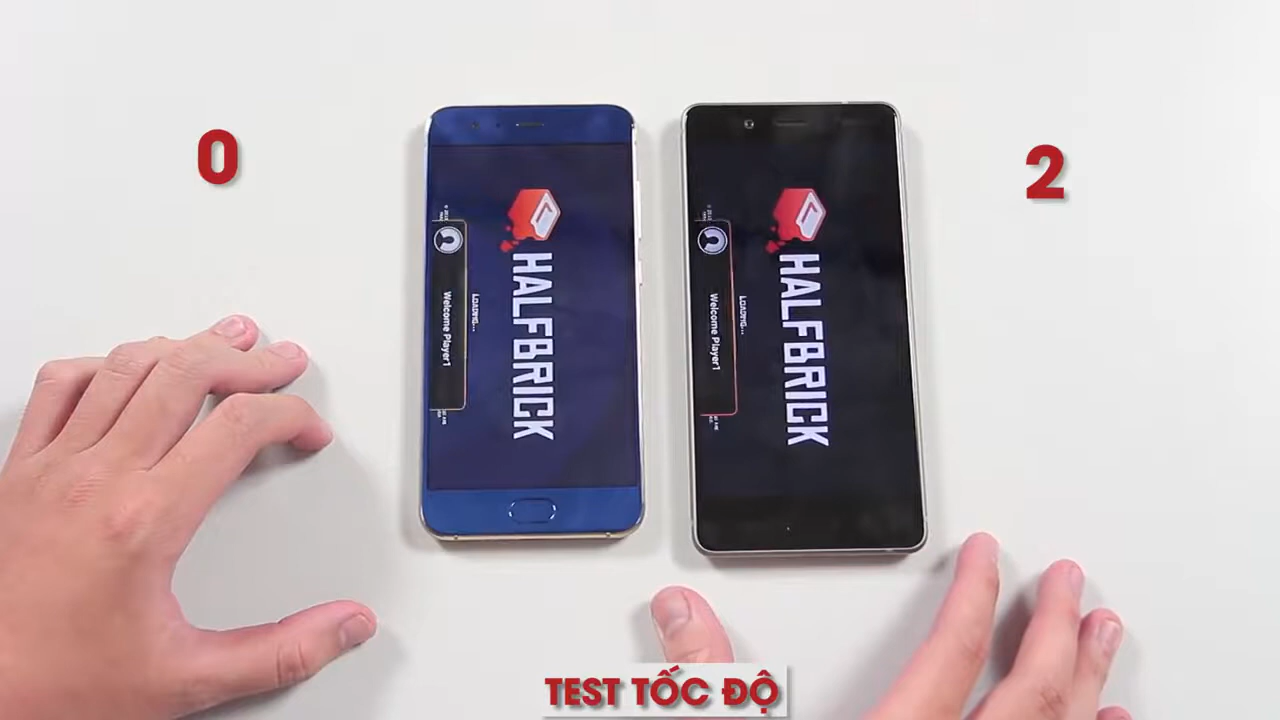 0
2
HALFBRICK
LOADING...
Welcome Player1
HALFBRICK
LOADING...
Welcome Player1
TEST TỐC ĐỘ